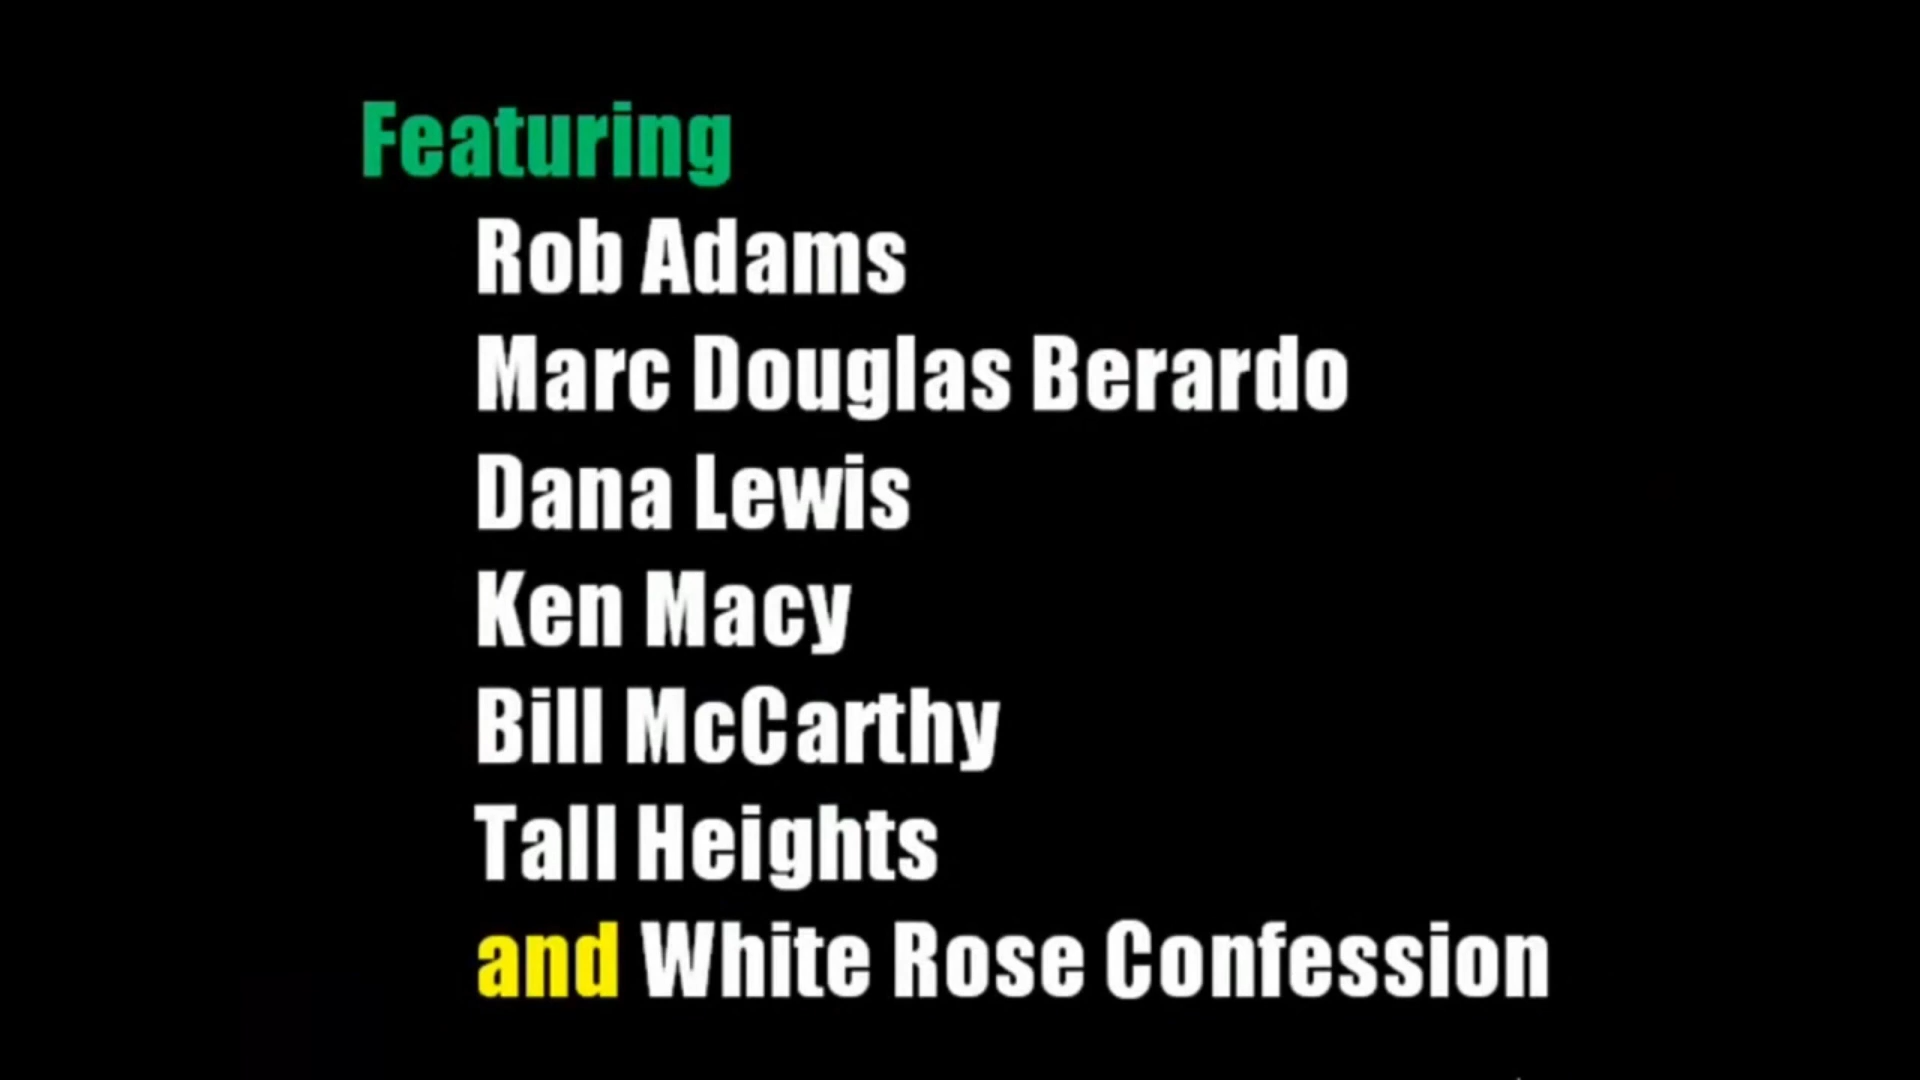 Featuring
Rob Adams
Marc Douglas Berardo
Dana Lewis
Ken Macy
Bill McCarthy
Tall Heights
and White Rose Confession